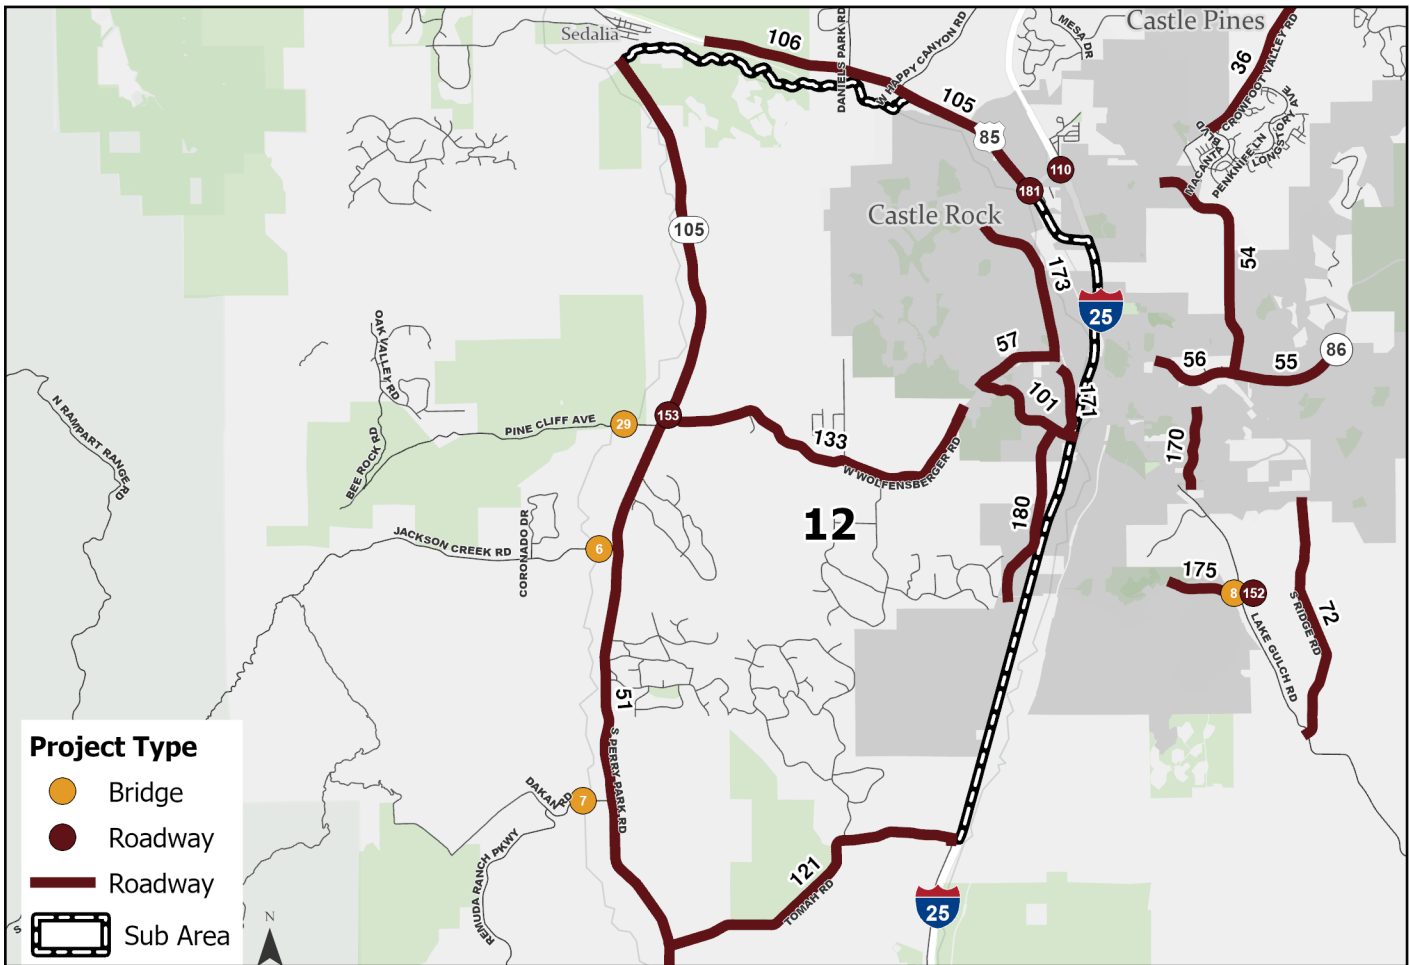 Castle Pines
Sedalia
106
DANIELS PARK RD
W HAPPY CANYON RD
MESA DR
36
CROWFOOT VALLEY RD
105
85
MACANTA BLVD
PENKNIFE LN
LONGSTORY AVE
110
181
Castle Rock
105
173
54
25
OAK VALLEY RD
57
56
55
86
N RAMPART RANGE RD
BEE ROCK RD
PINE CLIFF AVE
29
153
133
W WOLFENSBERGER RD
101
171
170
12
180
JACKSON CREEK RD
CORONADO DR
6
175
8
152
LAKE GULCH RD
S RIDGE RD
72
51
S PERRY PARK RD
DAKAN RD
7
REMUDA RANCH PKWY
121
TOMAH RD
25
Project Type
Bridge
Roadway
Roadway
Sub Area
N
S